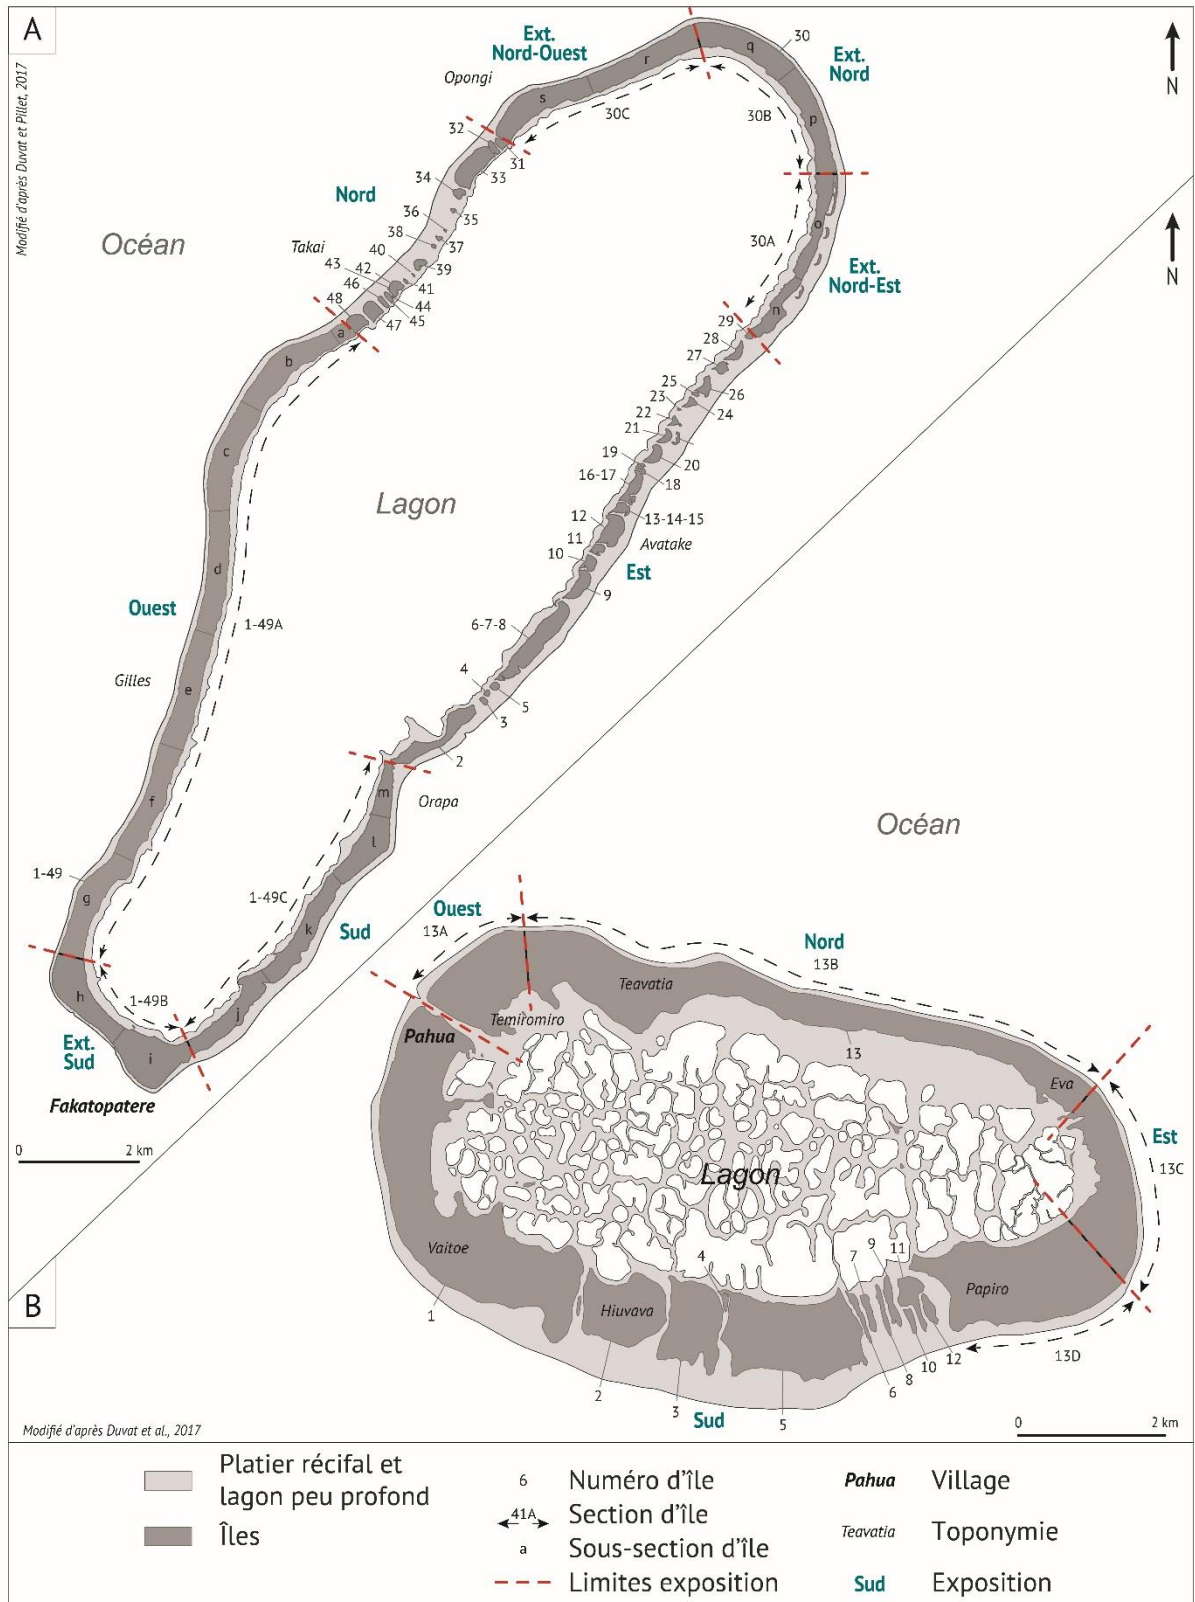 A
Modifié d'après Duvat et Pillet, 2017
Ext.
Nord-Ouest
Opongi
30
Ext.
Nord
N
q
r
s
30C
30B
p
32
31
33
34
Nord
35
36
37
38
Océan
Takai
40
39
30A
o
N
43
42
41
46
44
48
45
47
Ext.
Nord-Est
a
n
b
29
28
27
25
26
23
24
22
21
c
19
20
16-17
18
Lagon
12
13-14-15
11
Avatake
10
Est
d
9
Ouest
1-49A
6-7-8
Gilles
e
4
5
3
2
m
Orapa
f
Océan
l
1-49
g
1-49C
k
Sud
Ouest
13A
Nord
13B
h
1-49B
j
Teavatia
Ext.
Sud
i
Temiromiro
Pahua
13
Fakatopatere
Eva
0
2 km
Est
13C
Lagon
Vaitoe
4
7
9
11
Papiro
B
1
Hiuvava
13D
12
10
8
6
2
3
Sud
5
Modifié d'après Duvat et al., 2017
0
2 km
Platier récifal et
lagon peu profond
Îles
6
Numéro d'île
41A
Section d'île
a
Sous-section d'île
Limites exposition
Pahua
Village
Teavatia
Toponymie
Sud
Exposition